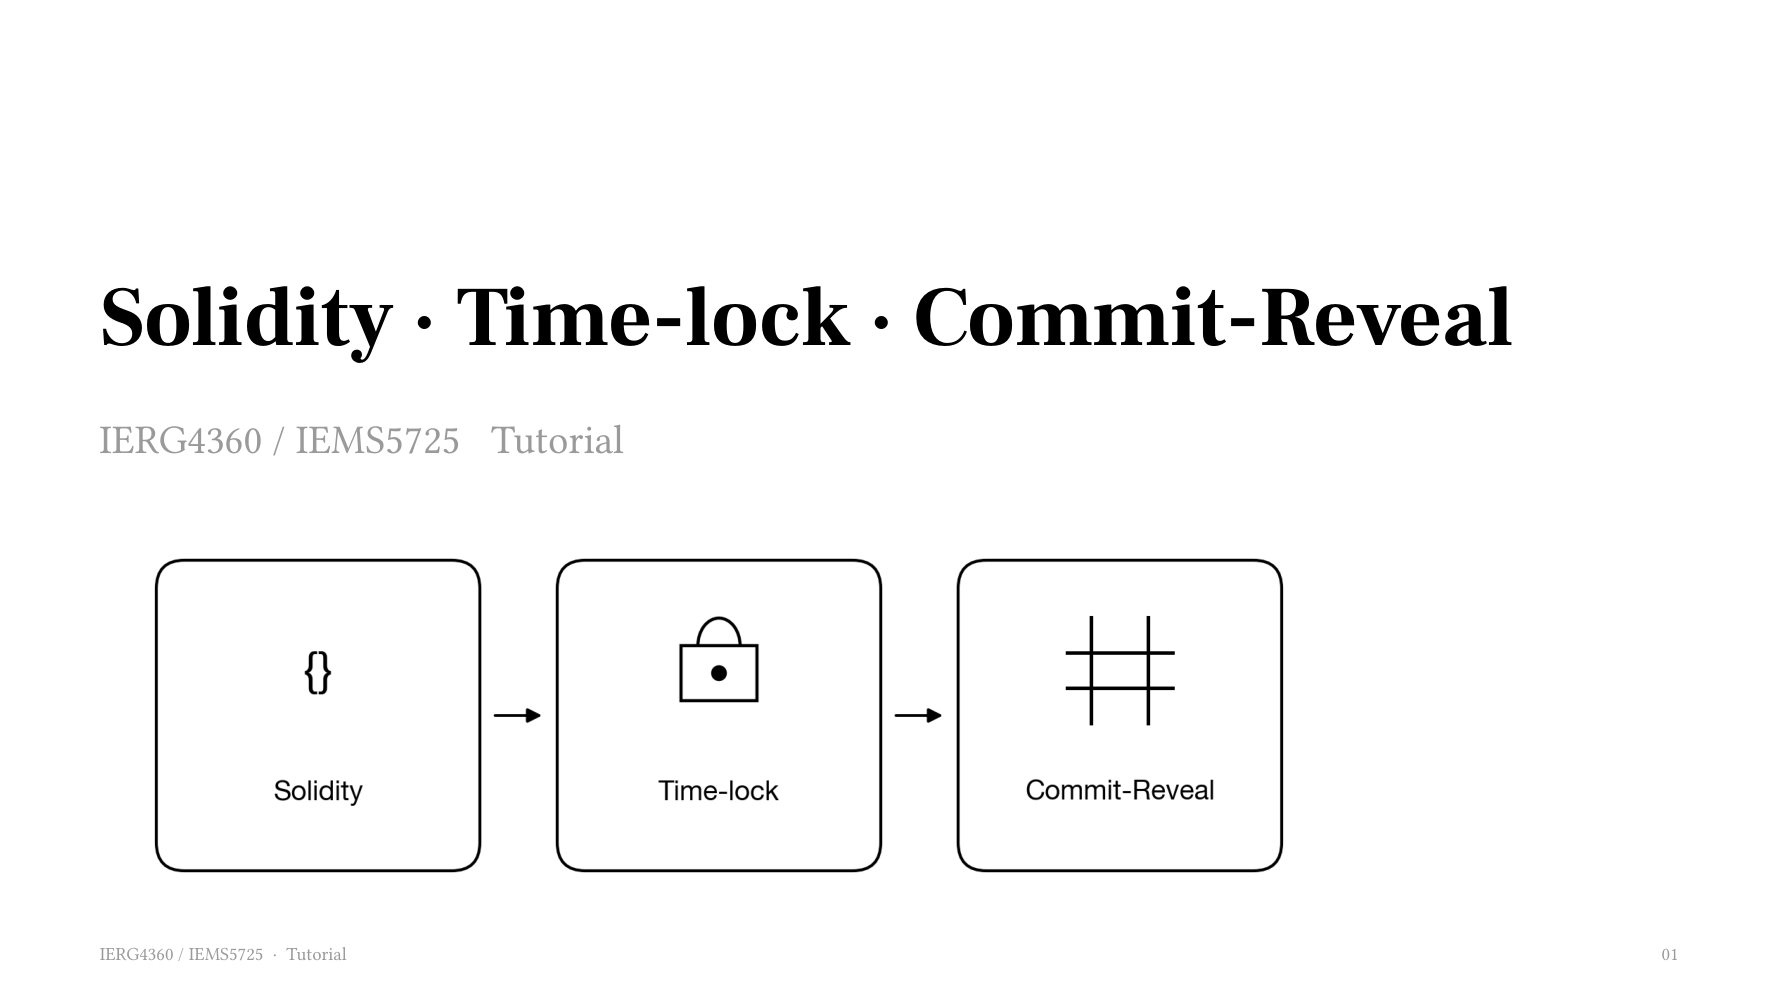 Solidity · Time-lock · Commit-Reveal
IERG4360 / IEMS5725 Tutorial
{}
Solidity
Time-lock
Commit-Reveal
IERG4360 / IEMS5725 · Tutorial
01